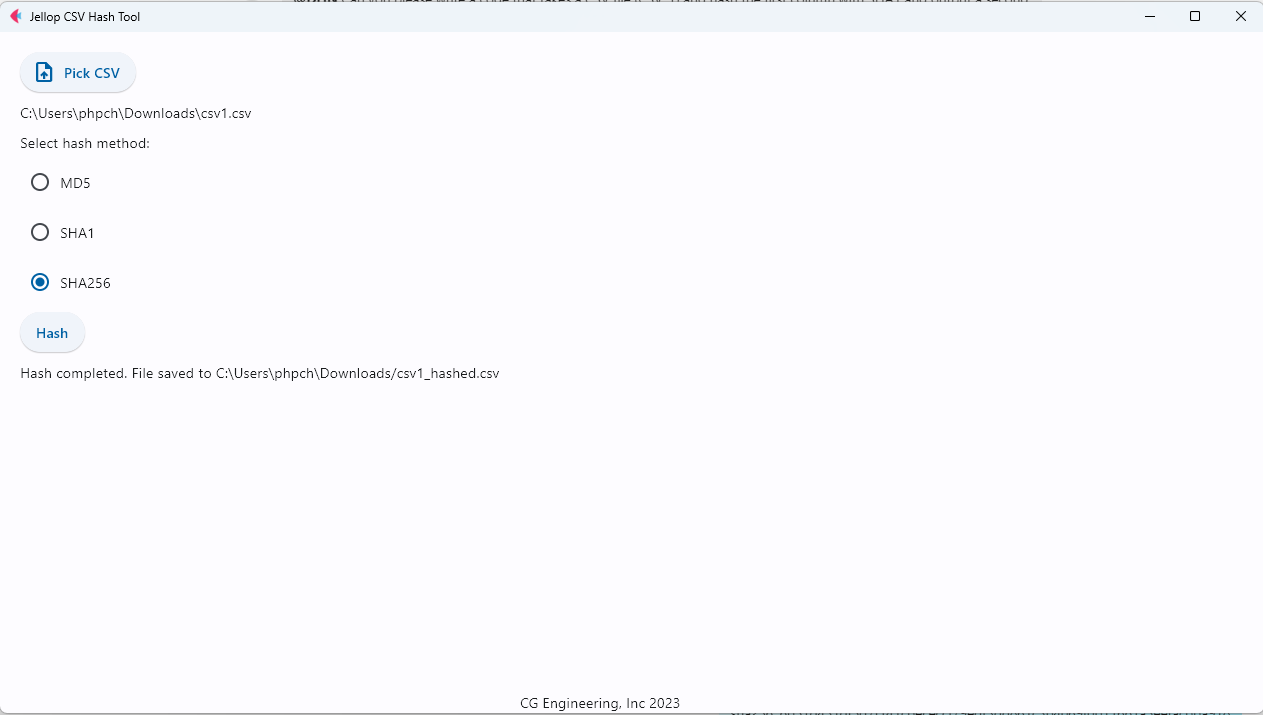 Jellop CSV Hash Tool
Pick CSV
C:\Users\phpch\Downloads\csv1.csv
Select hash method:
MD5
SHA1
SHA256
Hash
Hash completed. File saved to C:\Users\phpch\Downloads/csv1_hashed.csv
CG Engineering, Inc 2023